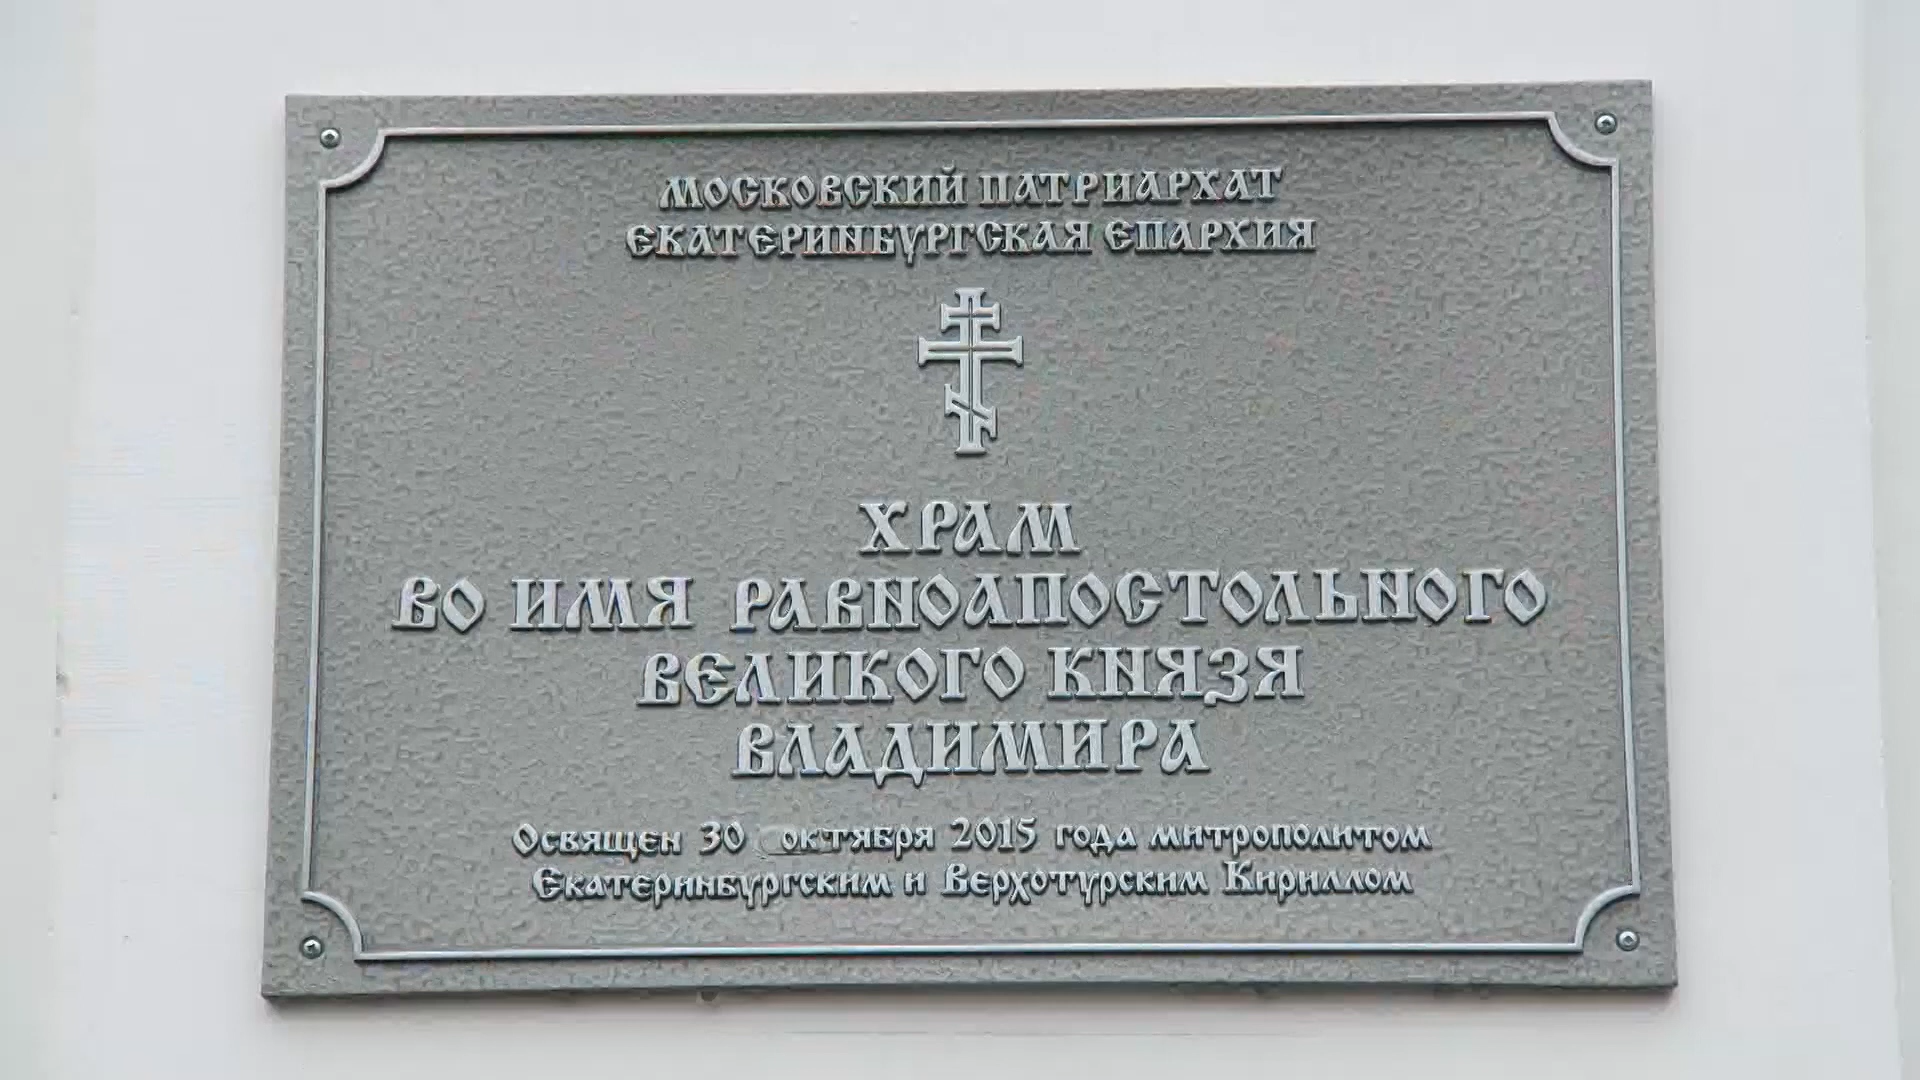 МОСКОВСКИЙ ПАТРИАРХАТ
ЕКАТЕРИНБУРГСКАЯ ЕПАРХИЯ
ХРАМ
ВО ИМЯ РАВНОАПОСТОЛЬНОГО
ВЕЛИКОГО КНЯЗЯ
ВЛАДИМИРА
Освящен 30 октября 2015 года митрополитом
Екатеринбургским и Верхотурским Кириллом